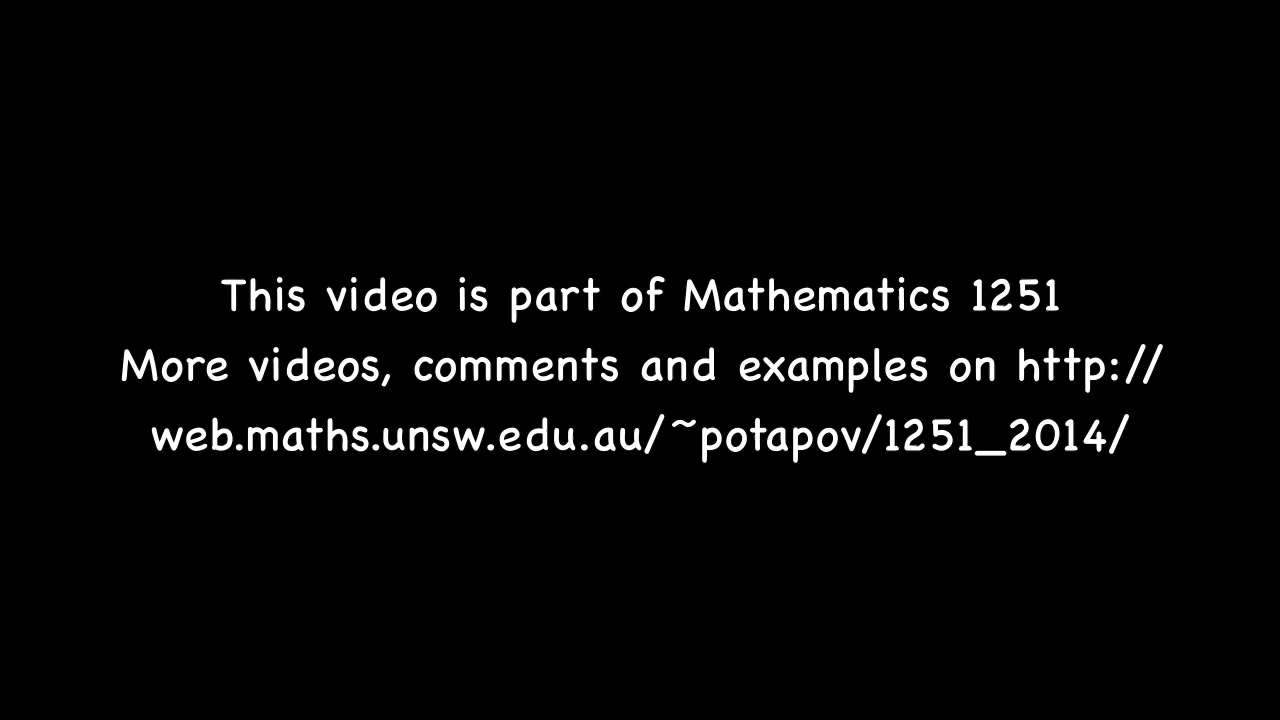 This video is part of Mathematics 1251
More videos, comments and examples on http://
web.maths.unsw.edu.au/~potapov/1251_2014/